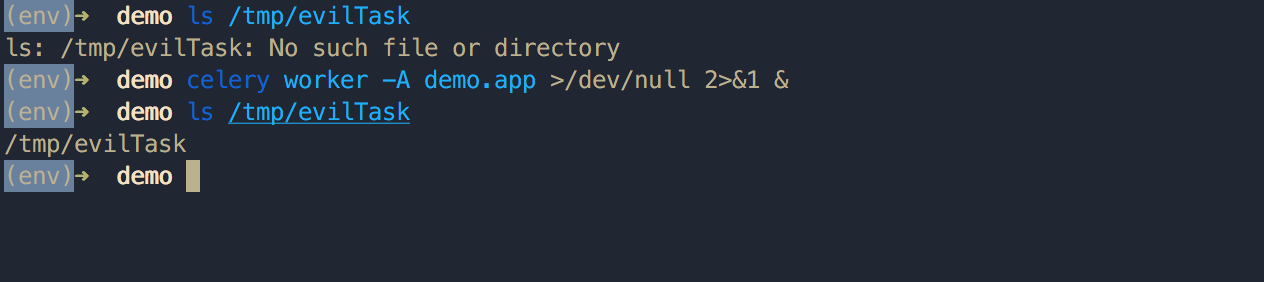 (env)➜  demo ls /tmp/evilTask
ls: /tmp/evilTask: No such file or directory
(env)➜  demo celery worker -A demo.app >/dev/null 2>&1 &
(env)➜  demo ls /tmp/evilTask
/tmp/evilTask
(env)➜  demo